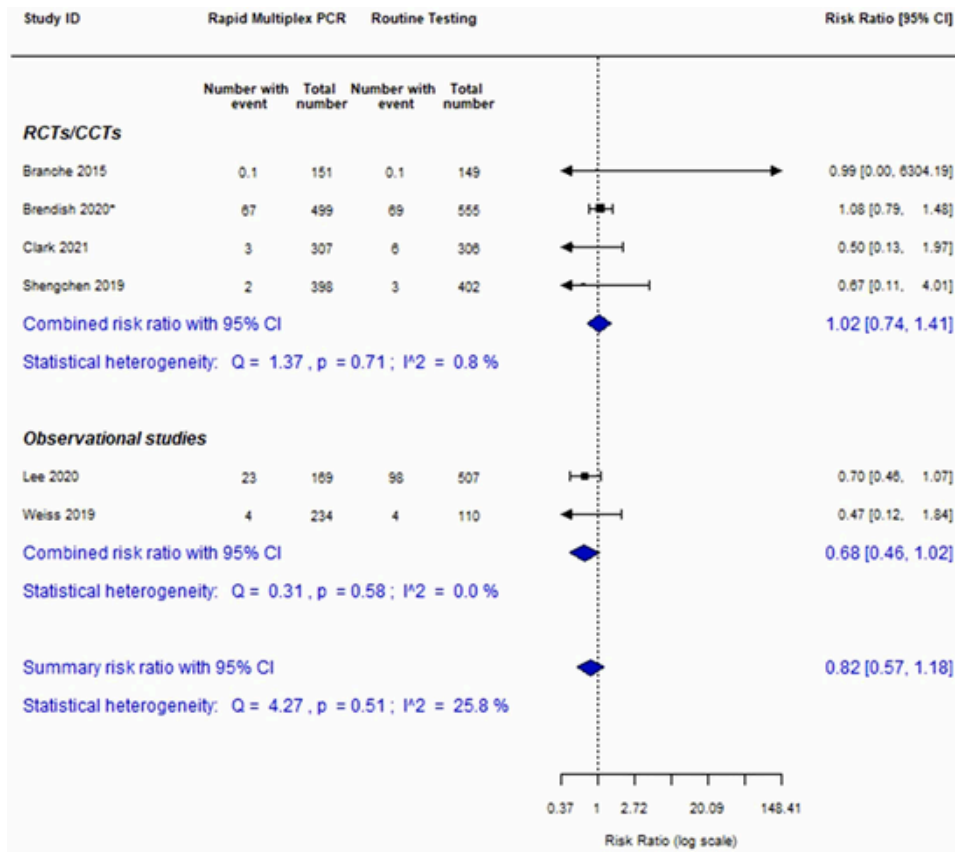 Study ID Rapid Multiplex PCR Routine Testing Risk Ratio [95% CI]
Number with event Total number Number with event Total number
RCTs/CCTs
Branche 2015 0.1 151 0.1 149 0.99 [0.00, 6304.19]
Brendish 2020* 67 499 69 555 1.08 [0.79, 1.48]
Clark 2021 3 307 6 306 0.50 [0.13, 1.97]
Shengchen 2019 2 398 3 402 0.67 [0.11, 4.01]
Combined risk ratio with 95% CI 1.02 [0.74, 1.41]
Statistical heterogeneity: Q = 1.37 , p = 0.71 ; I^2 = 0.8 %
Observational studies
Lee 2020 23 169 98 507 0.70 [0.46, 1.07]
Weiss 2019 4 234 4 110 0.47 [0.12, 1.84]
Combined risk ratio with 95% CI 0.68 [0.46, 1.02]
Statistical heterogeneity: Q = 0.31 , p = 0.58 ; I^2 = 0.0 %
Summary risk ratio with 95% CI 0.82 [0.57, 1.18]
Statistical heterogeneity: Q = 4.27 , p = 0.51 ; I^2 = 25.8 %
0.37 1 2.72 20.09 148.41
Risk Ratio (log scale)